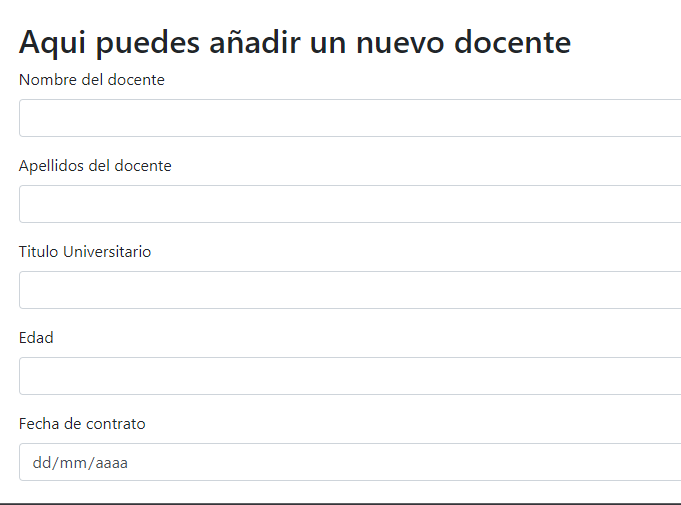 Aqui puedes añadir un nuevo docente
Nombre del docente
Apellidos del docente
Titulo Universitario
Edad
Fecha de contrato
dd/mm/aaaa